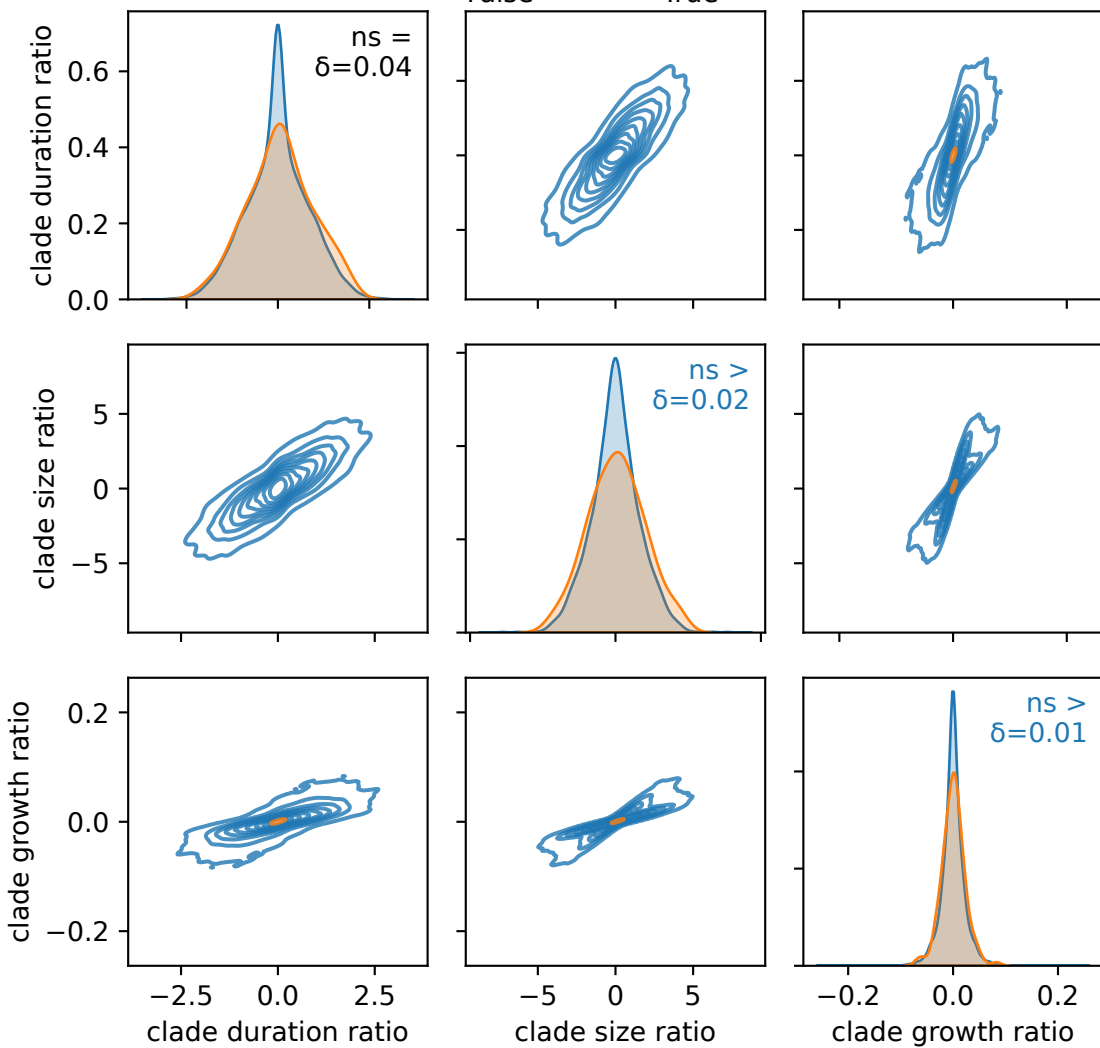 clade duration ratio
0.6
0.4
0.2
0.0
ns =
δ=0.04
clade size ratio
5
0
−5
ns >
δ=0.02
clade growth ratio
0.2
0.0
−0.2
ns >
δ=0.01
−2.5 0.0 2.5
−5 0 5
−0.2 0.0 0.2
clade duration ratio
clade size ratio
clade growth ratio